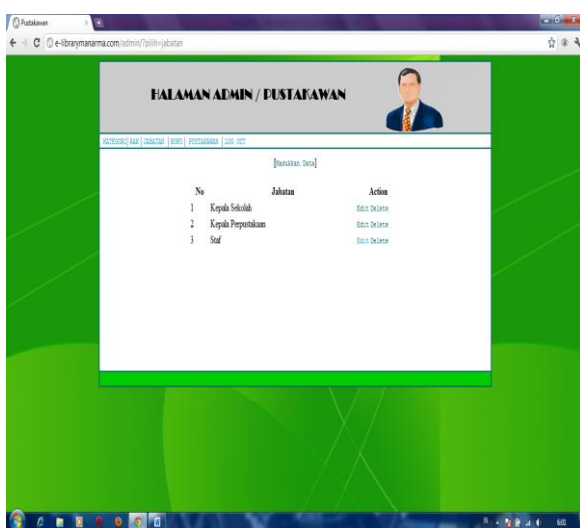 Pustakawan
e-librarymanarma.com/admin/?pilih=jabatan
HALAMAN ADMIN / PUSTAKAWAN
KATEGORI| RAK| JABATAN |BUKU| PUSTAKAWAN |LOG OUT
[Masukkan Data]
No Jabatan Action
1 Kepala Sekolah Edit Delete
2 Kepala Perpustakaan Edit Delete
3 Staf Edit Delete